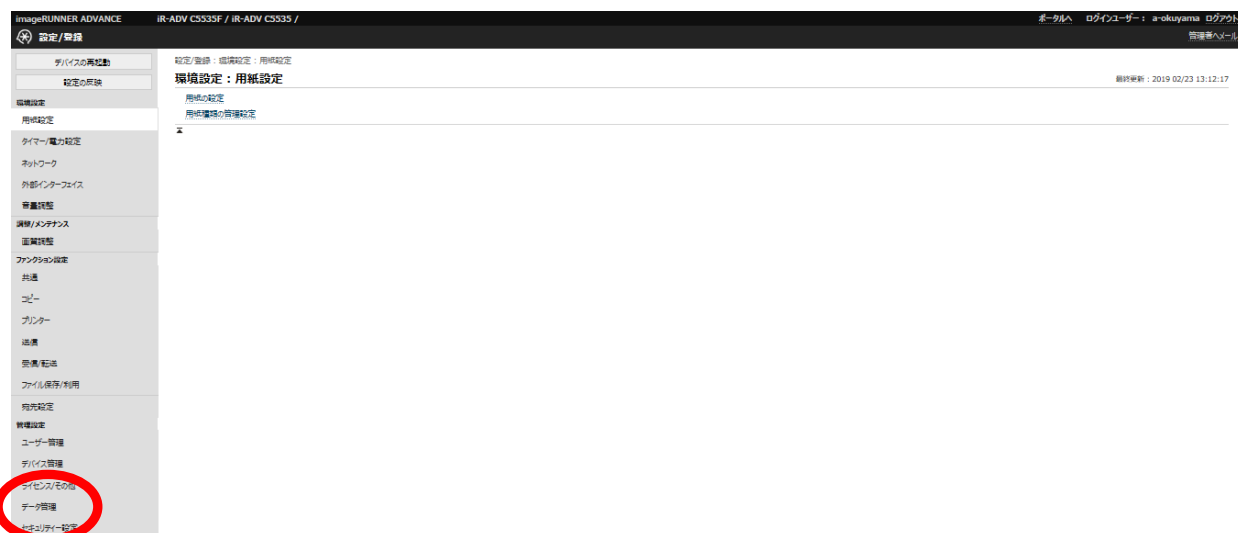 imageRUNNER ADVANCE iR-ADV C5535F / iR-ADV C5535 / ポータルへ ログインユーザー： a-okuyama ログアウト
設定/登録 管理者へメール
デバイスの再起動
設定の反映
環境設定
用紙設定
タイマー/電力設定
ネットワーク
外部インターフェイス
音量調整
調整/メンテナンス
画質調整
ファンクション設定
共通
コピー
プリンター
送信
受信/転送
ファイル保存/利用
宛先設定
管理設定
ユーザー管理
デバイス管理
ライセンス/その他
データ管理
セキュリティー設定
設定/登録 : 環境設定 : 用紙設定
環境設定 : 用紙設定 最終更新 : 2019 02/23 13:12:17
用紙の設定
用紙種類の管理設定